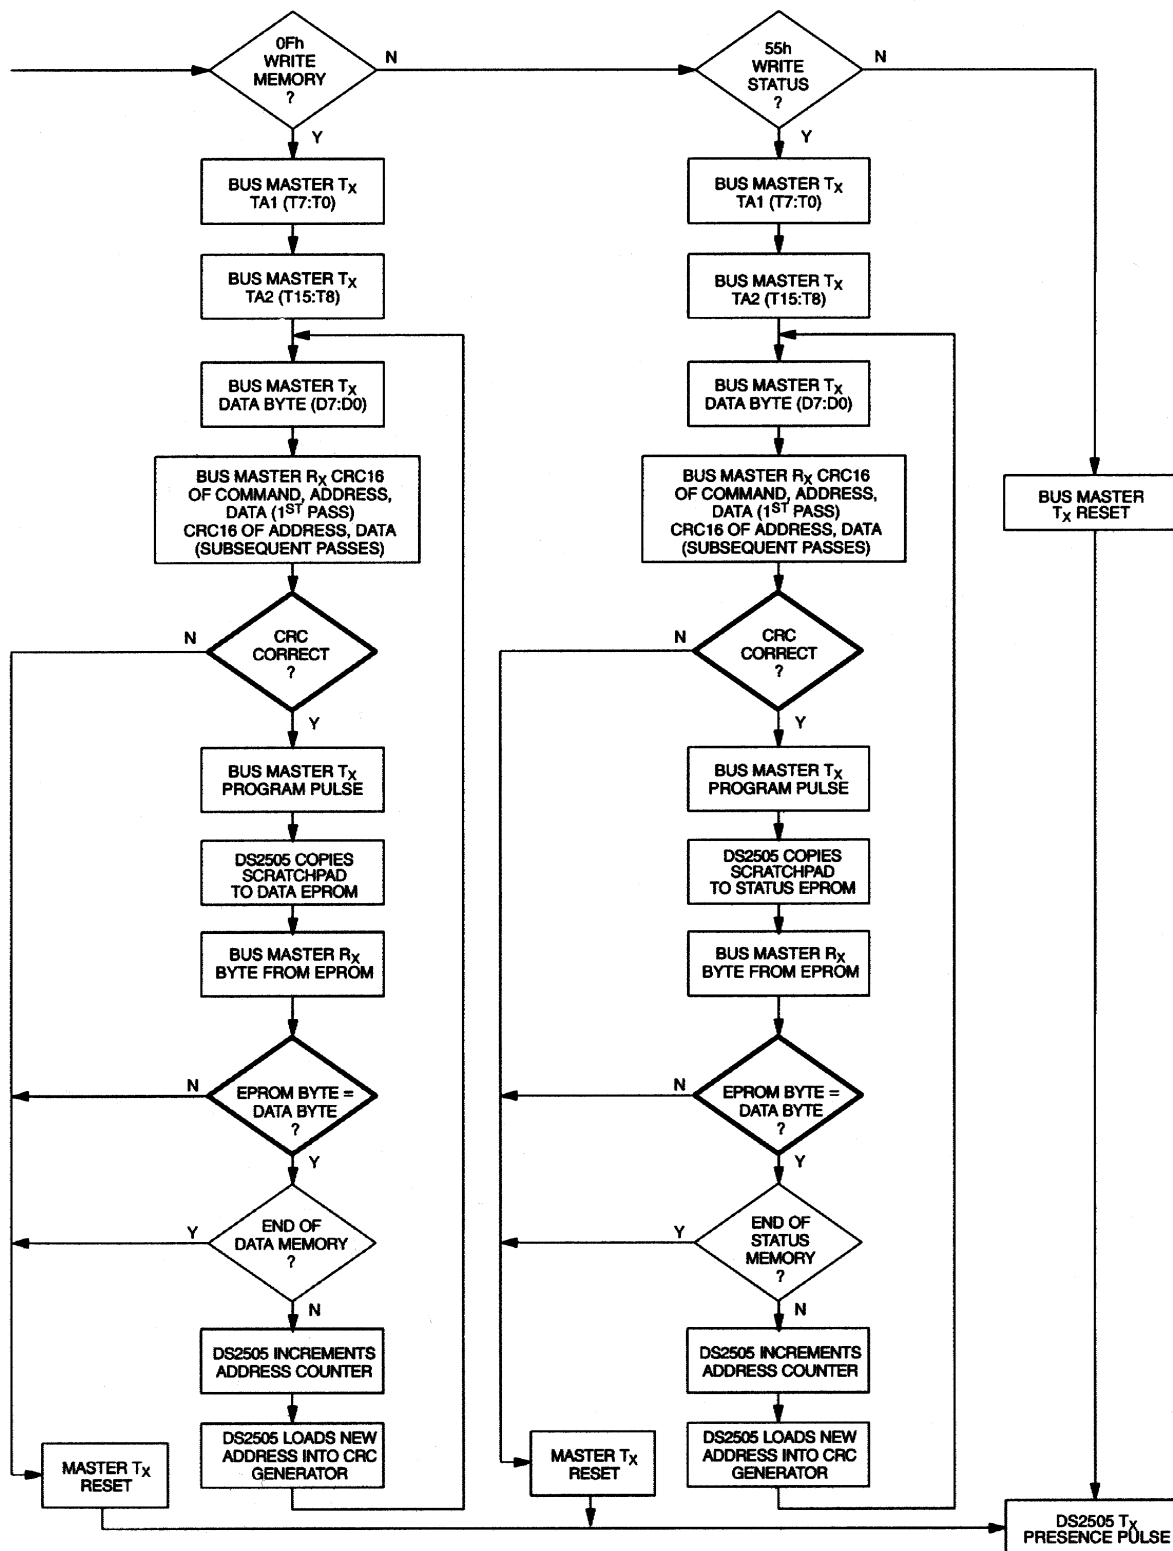 0Fh
WRITE
MEMORY
?
N
Y
BUS MASTER TX
TA1 (T7:T0)
BUS MASTER TX
TA2 (T15:T8)
BUS MASTER TX
DATA BYTE (D7:D0)
BUS MASTER RX CRC16
OF COMMAND, ADDRESS,
DATA (1ST PASS)
CRC16 OF ADDRESS, DATA
(SUBSEQUENT PASSES)
CRC
CORRECT
?
N
Y
BUS MASTER TX
PROGRAM PULSE
DS2505 COPIES
SCRATCHPAD
TO DATA EPROM
BUS MASTER RX
BYTE FROM EPROM
EPROM BYTE =
DATA BYTE
?
N
Y
END OF
DATA MEMORY
?
Y
N
DS2505 INCREMENTS
ADDRESS COUNTER
DS2505 LOADS NEW
ADDRESS INTO CRC
GENERATOR
MASTER TX
RESET
55h
WRITE
STATUS
?
N
Y
BUS MASTER TX
TA1 (T7:T0)
BUS MASTER TX
TA2 (T15:T8)
BUS MASTER TX
DATA BYTE (D7:D0)
BUS MASTER RX CRC16
OF COMMAND, ADDRESS,
DATA (1ST PASS)
CRC16 OF ADDRESS, DATA
(SUBSEQUENT PASSES)
CRC
CORRECT
?
N
Y
BUS MASTER TX
PROGRAM PULSE
DS2505 COPIES
SCRATCHPAD
TO STATUS EPROM
BUS MASTER RX
BYTE FROM EPROM
EPROM BYTE =
DATA BYTE
?
N
Y
END OF
STATUS
MEMORY
?
Y
N
DS2505 INCREMENTS
ADDRESS COUNTER
DS2505 LOADS NEW
ADDRESS INTO CRC
GENERATOR
MASTER TX
RESET
BUS MASTER
TX RESET
DS2505 TX
PRESENCE PULSE